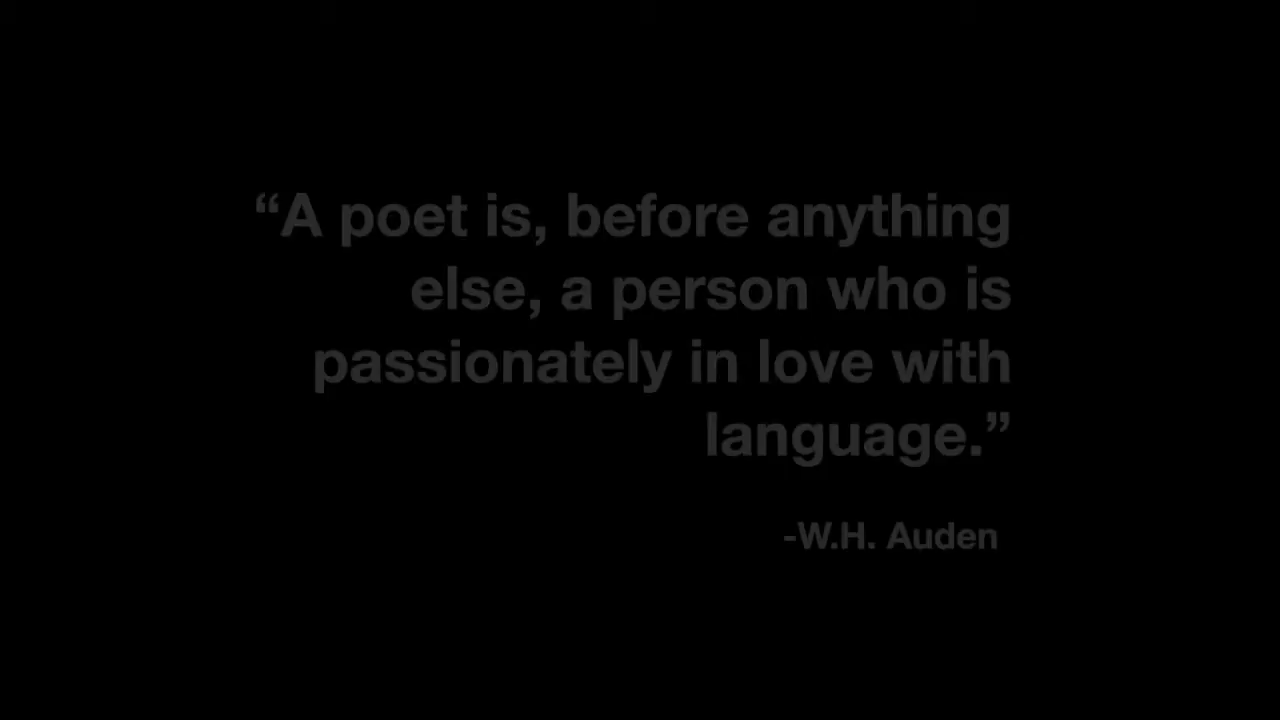 “A poet is, before anything
else, a person who is
passionately in love with
language.”
-W.H. Auden